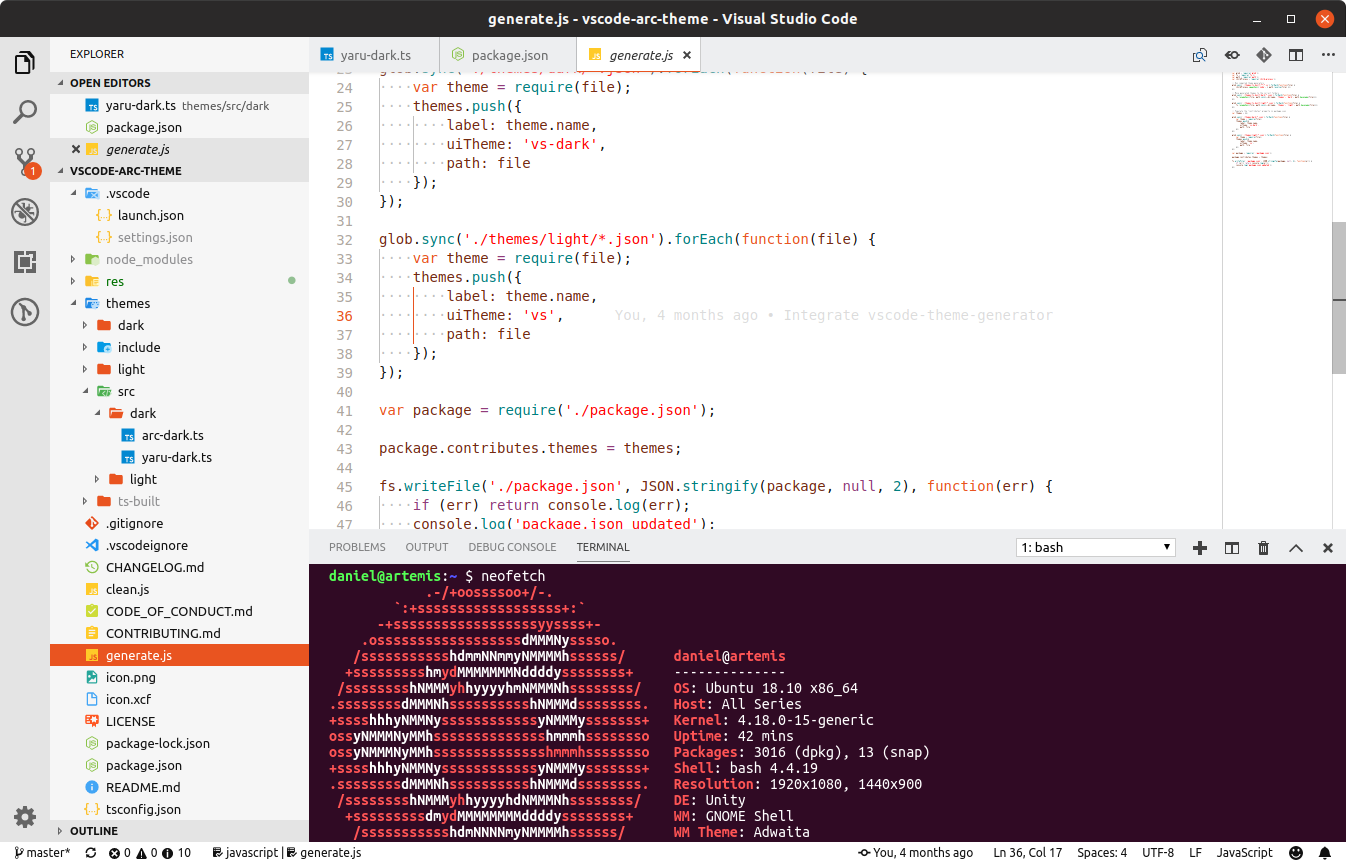 generate.js - vscode-arc-theme - Visual Studio Code
EXPLORER
OPEN EDITORS
yaru-dark.ts themes/src/dark
package.json
generate.js
VSCODE-ARC-THEME
.vscode
launch.json
settings.json
node_modules
res
themes
dark
include
light
src
dark
arc-dark.ts
yaru-dark.ts
light
ts-built
.gitignore
.vscodeignore
CHANGELOG.md
clean.js
CODE_OF_CONDUCT.md
CONTRIBUTING.md
generate.js
icon.png
icon.xcf
LICENSE
package-lock.json
package.json
README.md
tsconfig.json
OUTLINE
1
yaru-dark.ts package.json generate.js
24 var theme = require(file);
25 themes.push({
26 label: theme.name,
27 uiTheme: 'vs-dark',
28 path: file
29 });
30 });
31
32 glob.sync('./themes/light/*.json').forEach(function(file) {
33 var theme = require(file);
34 themes.push({
35 label: theme.name,
36 uiTheme: 'vs', You, 4 months ago • Integrate vscode-theme-generator
37 path: file
38 });
39 });
40
41 var package = require('./package.json');
42
43 package.contributes.themes = themes;
44
45 fs.writeFile('./package.json', JSON.stringify(package, null, 2), function(err) {
46 if (err) return console.log(err);
47 console.log('package.json updated');
PROBLEMS OUTPUT DEBUG CONSOLE TERMINAL 1: bash
daniel@artemis:~ $ neofetch
.-/+oossssoo+/-.
`:+ssssssssssssssssss+:`
-+ssssssssssssssssssyyssss+-
.ossssssssssssssssssdMMMNysssso.
/ssssssssssshdmmNNmmyNMMMMhssssss/ daniel@artemis
+ssssssssshmydMMMMMMMNddddyssssssss+ --------------
/sssssssshNMMMyhhyyyyhmNMMMNhssssssss/ OS: Ubuntu 18.10 x86_64
.ssssssssdMMMNhsssssssssshNMMMdssssssss. Host: All Series
+sssshhhyNMMNyssssssssssssyNMMMysssssss+ Kernel: 4.18.0-15-generic
ossyNMMMNyMMhsssssssssssssshmmmhssssssso Uptime: 42 mins
ossyNMMMNyMMhsssssssssssssshmmmhssssssso Packages: 3016 (dpkg), 13 (snap)
+sssshhhyNMMNyssssssssssssyNMMMysssssss+ Shell: bash 4.4.19
.ssssssssdMMMNhsssssssssshNMMMdssssssss. Resolution: 1920x1080, 1440x900
/sssssssshNMMMyhhyyyyhdNMMMNhssssssss/ DE: Unity
+sssssssssdmydMMMMMMMMddddyssssssss+ WM: GNOME Shell
/ssssssssssshdmNNNNmyNMMMMhssssss/ WM Theme: Adwaita
master* 0 0 10 javascript | generate.js You, 4 months ago Ln 36, Col 17 Spaces: 4 UTF-8 LF JavaScript